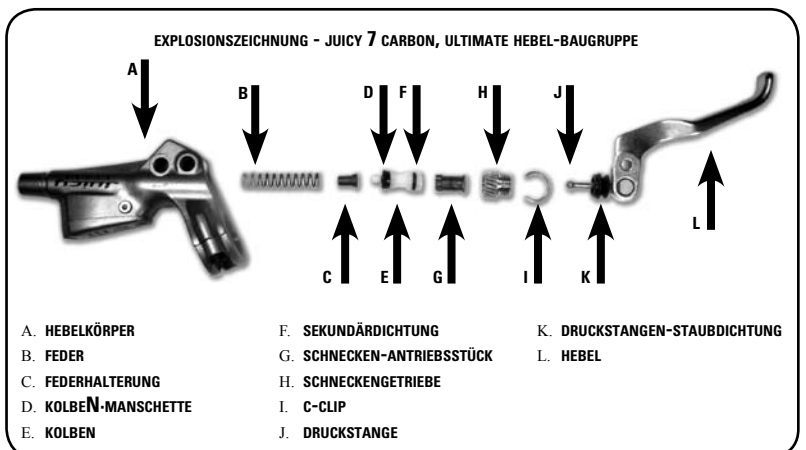 EXPLOSIONSZEICHNUNG - JUICY 7 CARBON, ULTIMATE HEBEL-BAUGRUPPE
A B D F H J
C E G I K L
A. HEBELKÖRPER
B. FEDER
C. FEDERHALTERUNG
D. KOLBEN-MANSCHETTE
E. KOLBEN
F. SEKUNDÄRDICHTUNG
G. SCHNECKEN-ANTRIEBSSTÜCK
H. SCHNECKENGETRIEBE
I. C-CLIP
J. DRUCKSTANGE
K. DRUCKSTANGEN-STAUBDICHTUNG
L. HEBEL